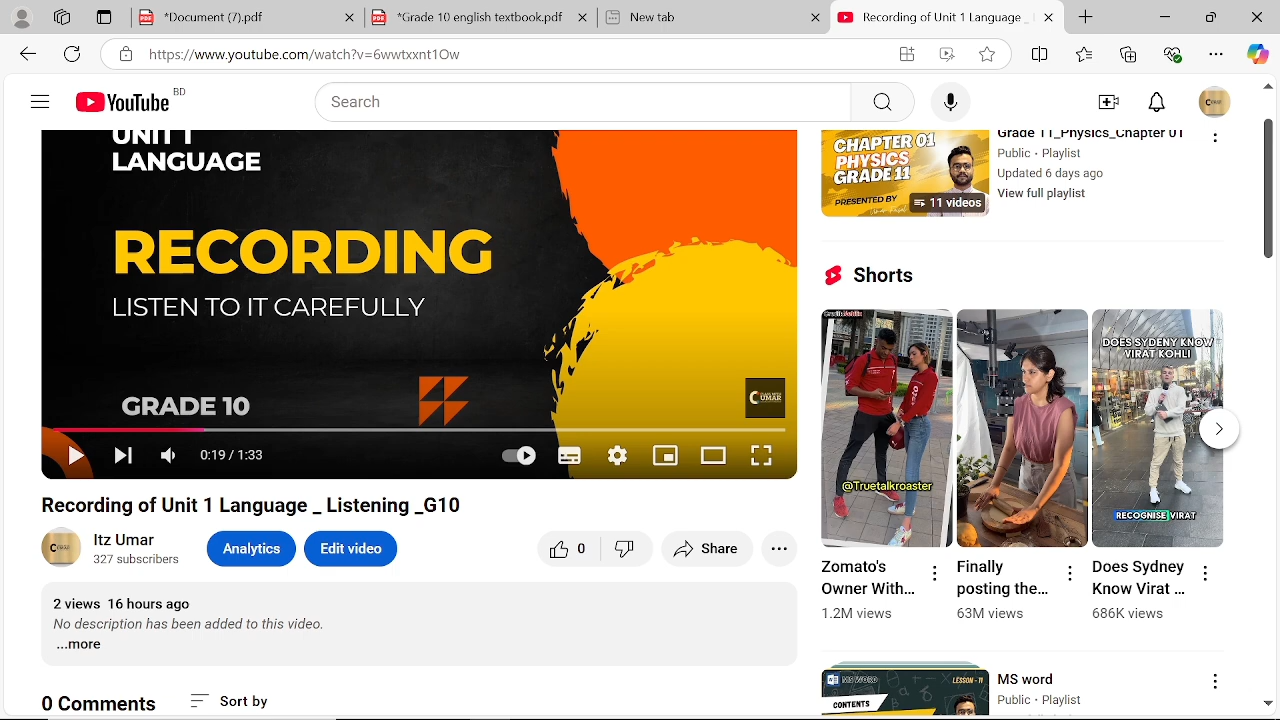 Grade 10.pdf
*Grade 10 english textbook.pdf
New tab
Recording of Unit 1 Language _
https://www.youtube.com/watch?v=6wwtxxnt1Ow
YouTube BD
Search
UNIT 1
LANGUAGE
RECORDING
LISTEN TO IT CAREFULLY
GRADE 10
UMAR
0:19 / 1:33
Recording of Unit 1 Language _ Listening _G10
Itz Umar
327 subscribers
Analytics
Edit video
0
Share
2 views 16 hours ago
No description has been added to this video.
...more
0 Comments
Sort by
CHAPTER 01
PHYSICS
GRADE 11
PRESENTED BY
11 videos
Grade 11_Physics_Chapter 01
Public • Playlist
Updated 6 days ago
View full playlist
Shorts
@Truetalkroaster
DOES SYDENY KNOW
VIRAT KOHLI
RECOGNISE VIRAT
Zomato's
Owner With...
1.2M views
Finally
posting the...
63M views
Does Sydney
Know Virat ...
686K views
MS WORD
LESSON - 11
CONTENTS
MS word
Public • Playlist